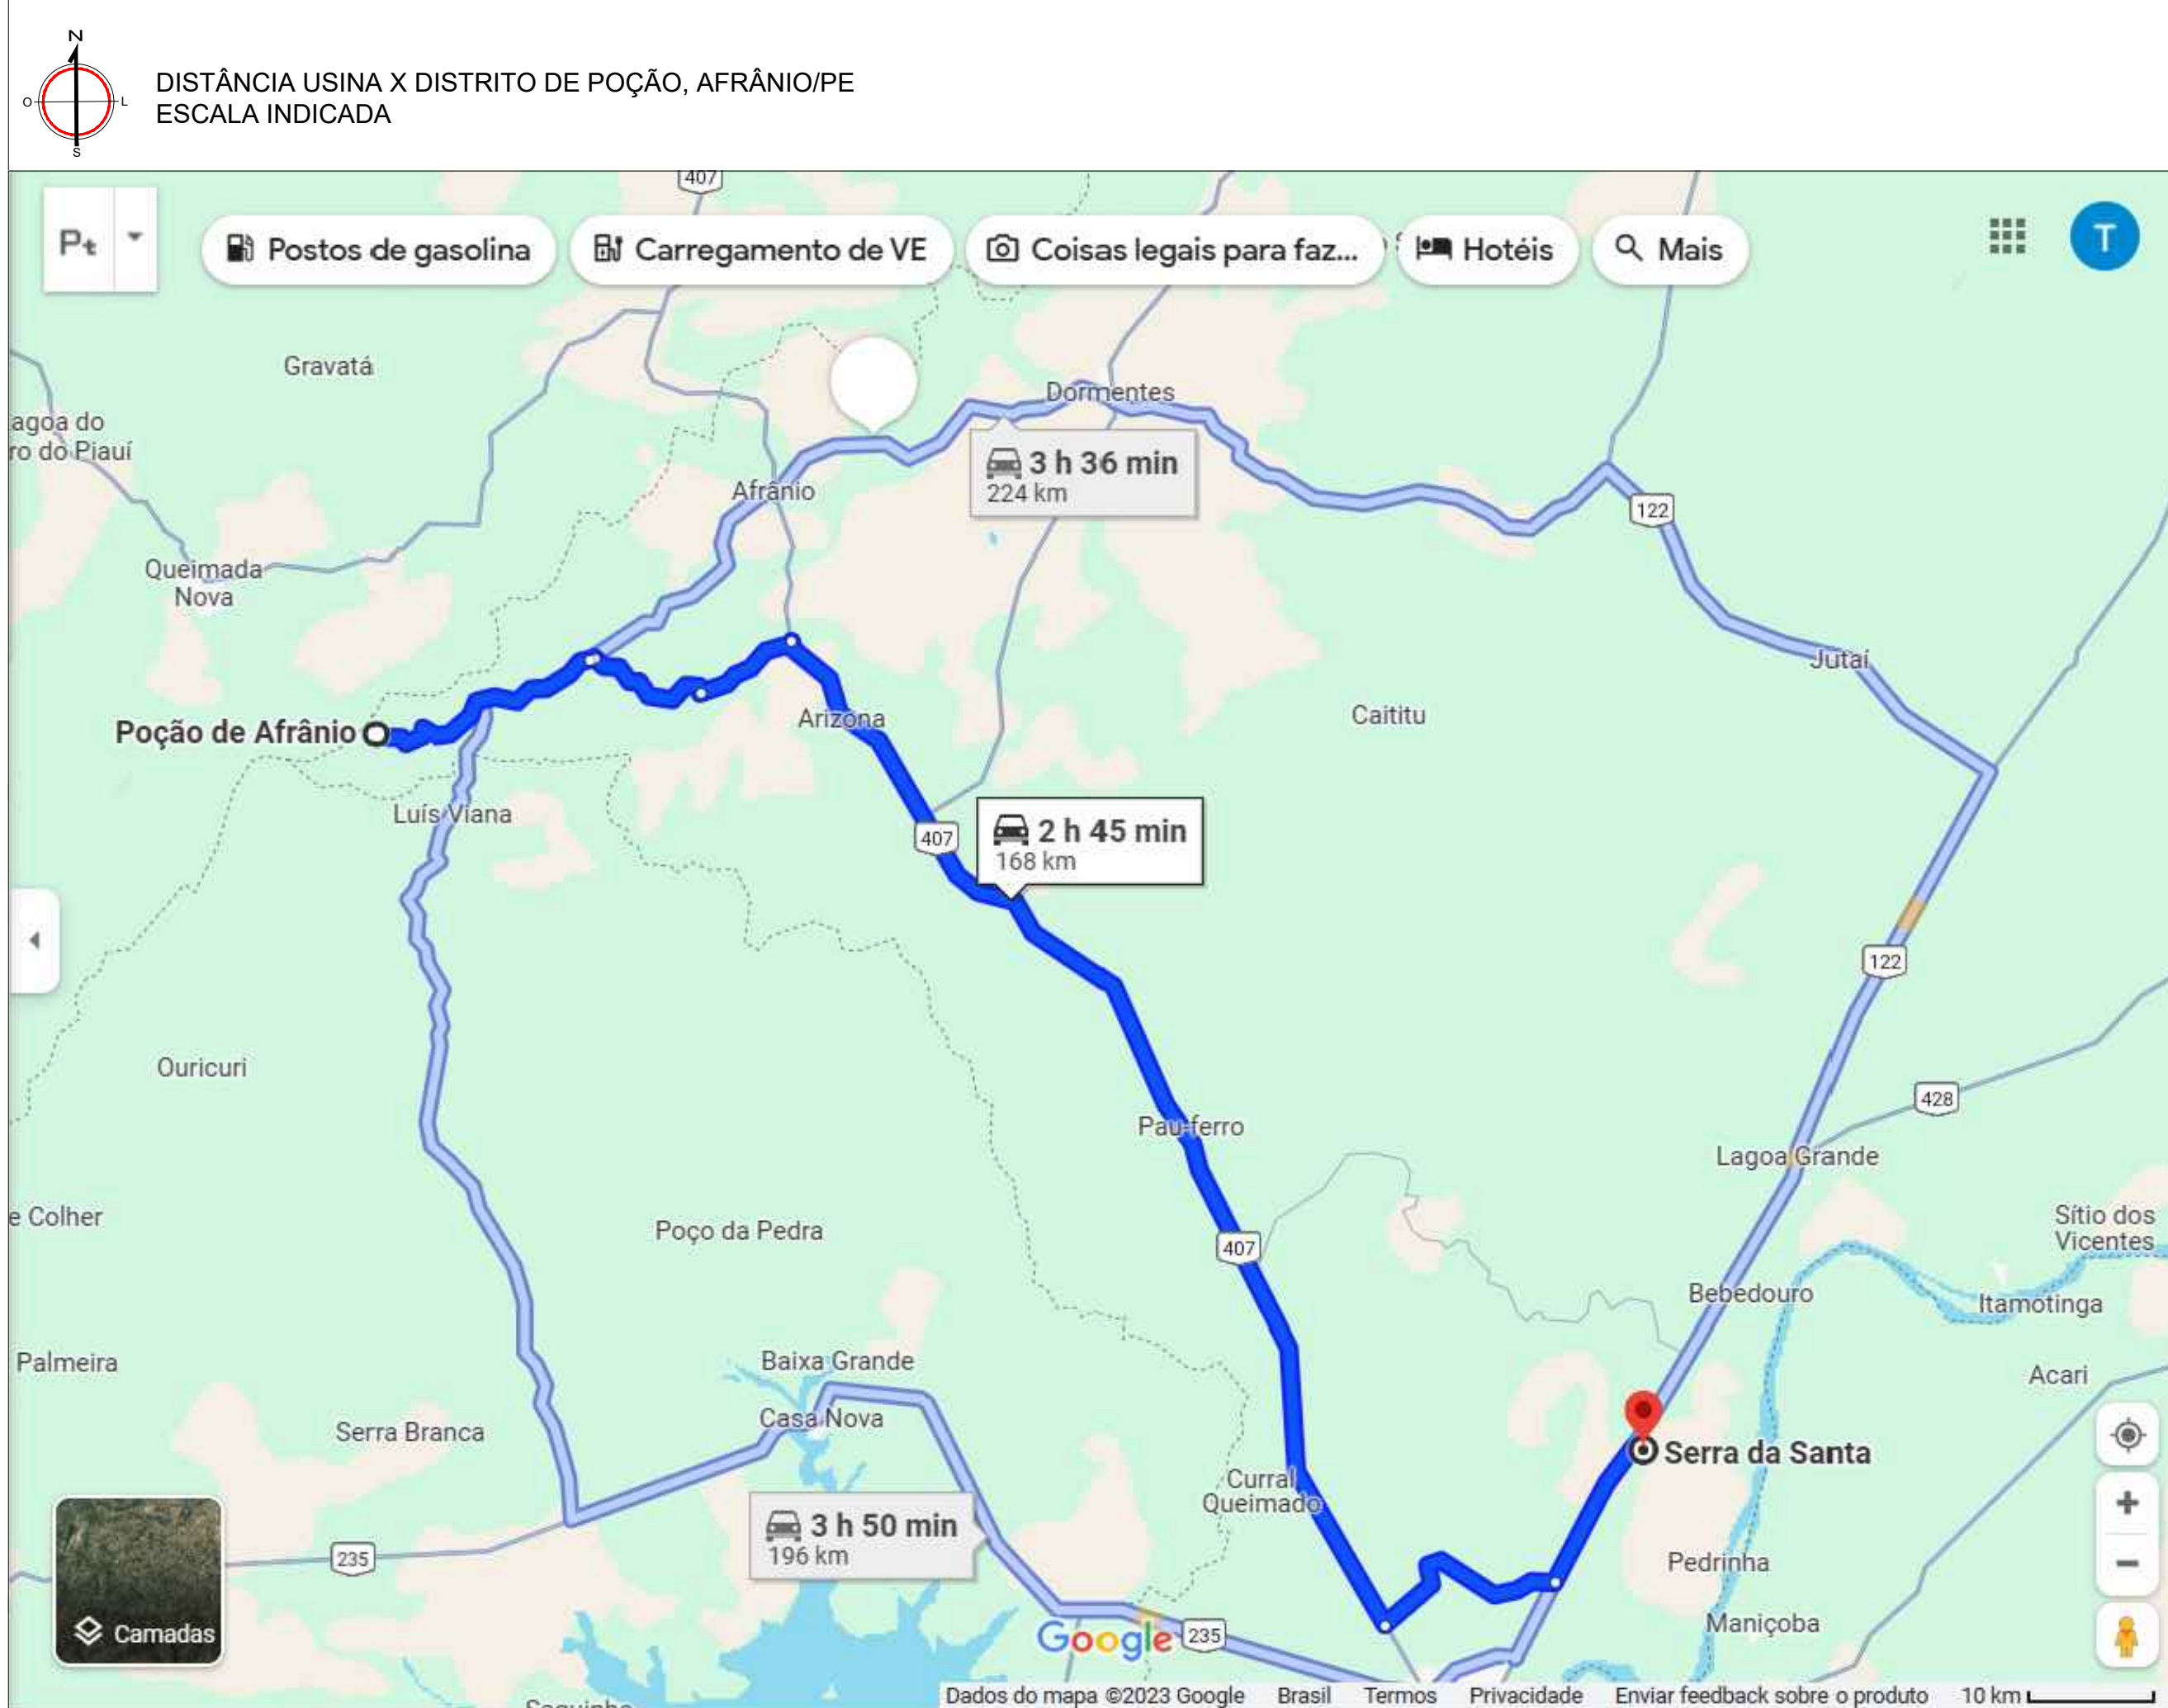 N
O
L
S
DISTÂNCIA USINA X DISTRITO DE POÇÃO, AFRÂNIO/PE
ESCALA INDICADA
407
Pt
Postos de gasolina
Carregamento de VE
Coisas legais para faz...
Hotéis
Mais
T
Gravatá
Dormentes
agoa do
ro do Piauí
3 h 36 min
224 km
Afrânio
122
Queimada
Nova
Jutaí
Poção de Afrânio
Arizona
Caititu
Luís Viana
407
2 h 45 min
168 km
122
Ouricuri
428
Pau-ferro
Lagoa Grande
e Colher
Poço da Pedra
407
Sítio dos
Vicentes
Bebedouro
Itamotinga
Palmeira
Baixa Grande
Acari
Casa Nova
Serra Branca
Serra da Santa
Curral
Queimado
3 h 50 min
196 km
235
Pedrinha
Camadas
Maniçoba
Google
235
Dados do mapa ©2023 Google
Brasil
Termos
Privacidade
Enviar feedback sobre o produto
10 km